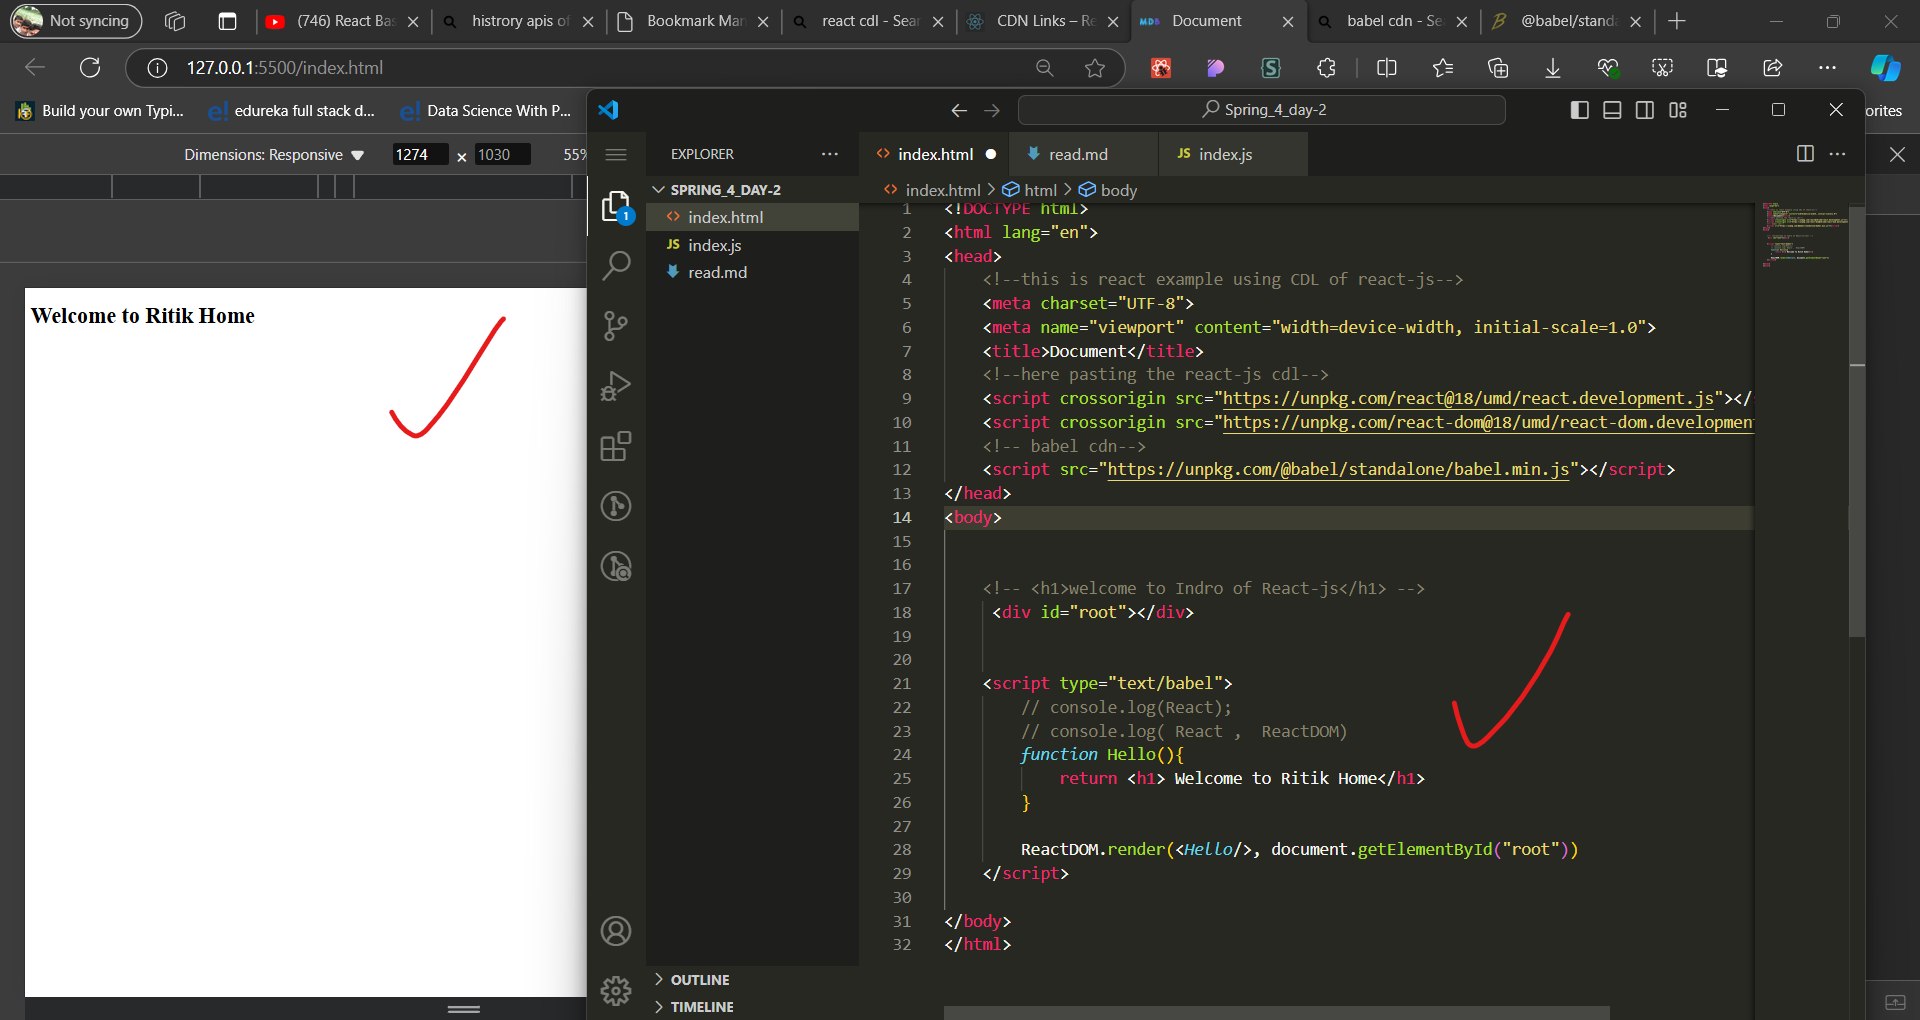 Not syncing
(746) React Bas
histrory apis of
Bookmark Man
react cdl - Sear
CDN Links – Re
Document
babel cdn - Se
@babel/standa
127.0.0.1:5500/index.html
Build your own Typi...
edureka full stack d...
Data Science With P...
orites
Dimensions: Responsive
1274 × 1030
55%
Spring_4_day-2
EXPLORER
SPRING_4_DAY-2
index.html
JS index.js
read.md
1
OUTLINE
TIMELINE
Welcome to Ritik Home
index.html
read.md
JS index.js
index.html > html > body
1 <!DOCTYPE html>
2 <html lang="en">
3 <head>
4 <!--this is react example using CDL of react-js-->
5 <meta charset="UTF-8">
6 <meta name="viewport" content="width=device-width, initial-scale=1.0">
7 <title>Document</title>
8 <!--here pasting the react-js cdl-->
9 <script crossorigin src="https://unpkg.com/react@18/umd/react.development.js"></
10 <script crossorigin src="https://unpkg.com/react-dom@18/umd/react-dom.development
11 <!-- babel cdn-->
12 <script src="https://unpkg.com/@babel/standalone/babel.min.js"></script>
13 </head>
14 <body>
15
16
17 <!-- <h1>welcome to Indro of React-js</h1> -->
18 <div id="root"></div>
19
20
21 <script type="text/babel">
22 // console.log(React);
23 // console.log( React , ReactDOM)
24 function Hello(){
25 return <h1> Welcome to Ritik Home</h1>
26 }
27
28 ReactDOM.render(<Hello/>, document.getElementById("root"))
29 </script>
30
31 </body>
32 </html>